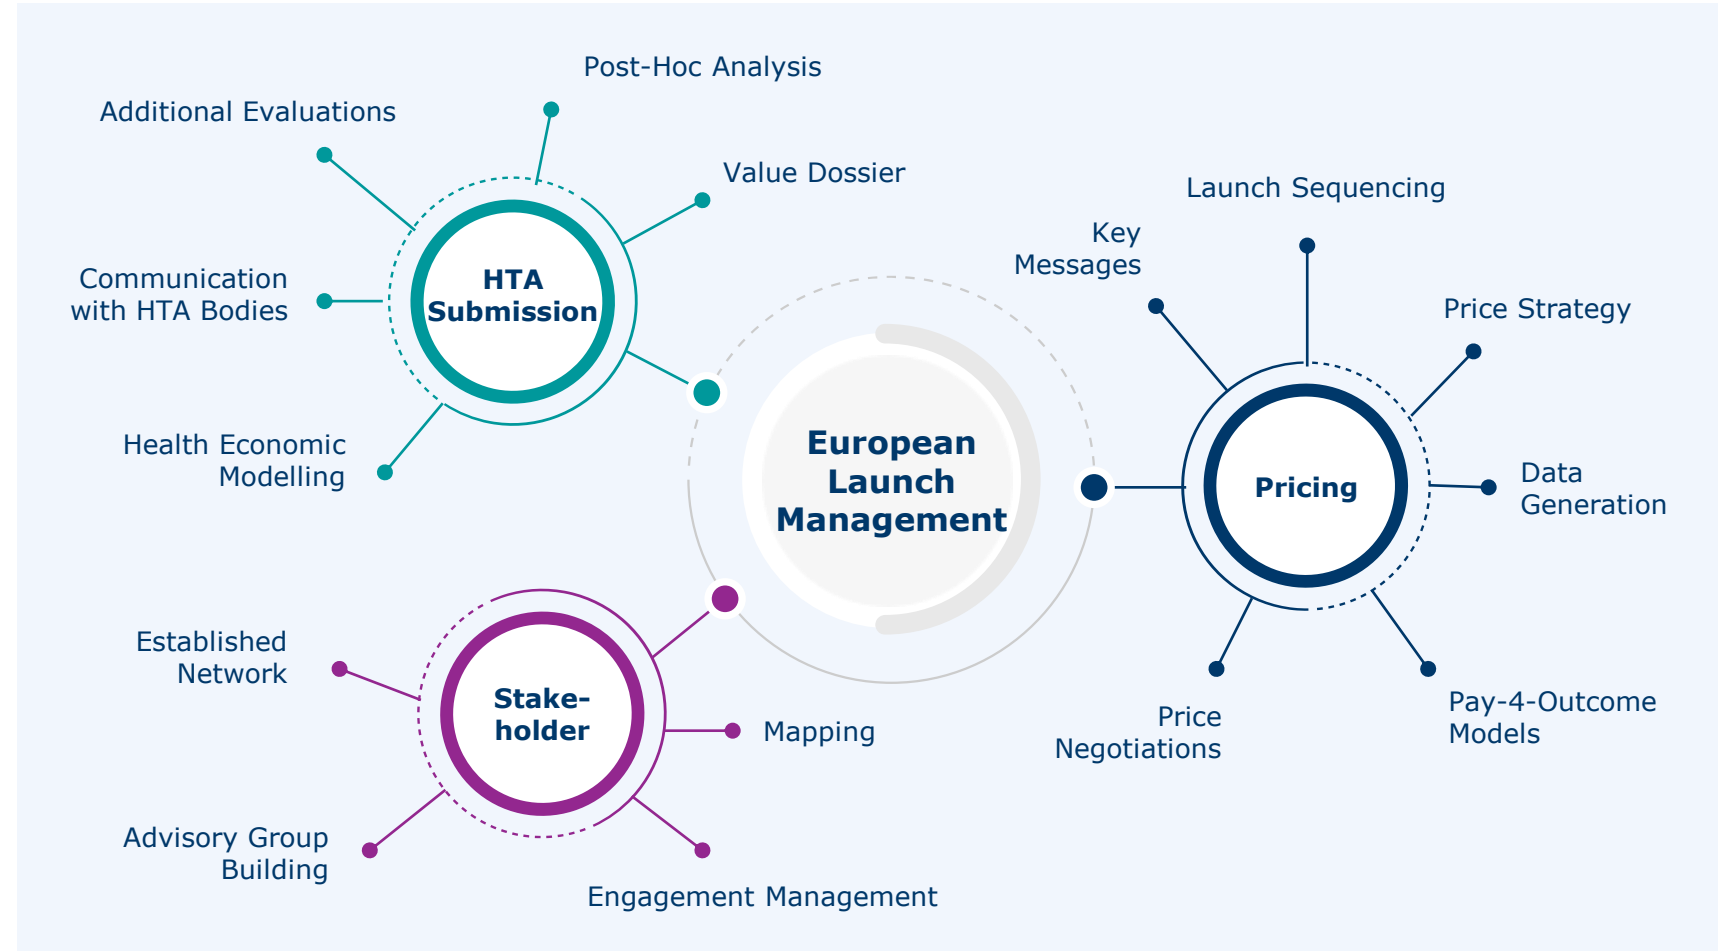 Post-Hoc Analysis
Additional Evaluations
Value Dossier
Communication
with HTA Bodies
HTA
Submission
Health Economic
Modelling
European
Launch
Management
Launch Sequencing
Key
Messages
Price Strategy
Pricing
Data
Generation
Price
Negotiations
Pay-4-Outcome
Models
Established
Network
Stake-
holder
Mapping
Advisory Group
Building
Engagement Management